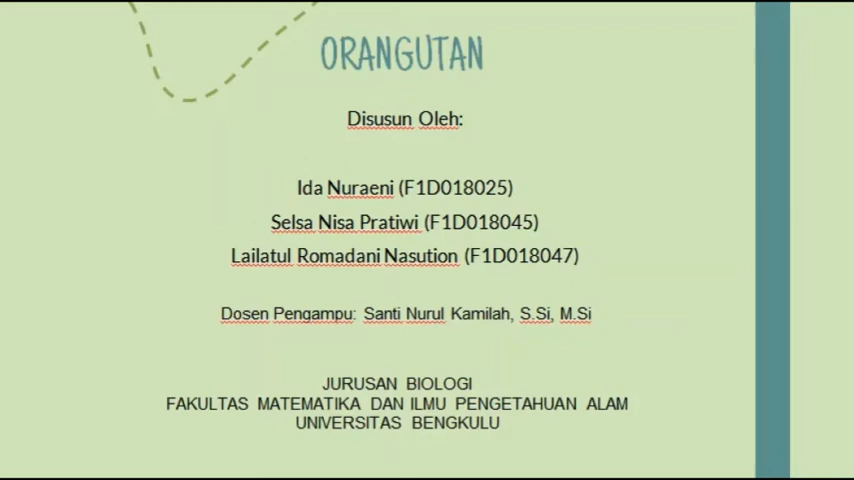 ORANGUTAN
Disusun Oleh:
Ida Nuraeni (F1D018025)
Selsa Nisa Pratiwi (F1D018045)
Lailatul Romadani Nasution (F1D018047)
Dosen Pengampu: Santi Nurul Kamilah, S.Si, M.Si
JURUSAN BIOLOGI
FAKULTAS MATEMATIKA DAN ILMU PENGETAHUAN ALAM
UNIVERSITAS BENGKULU